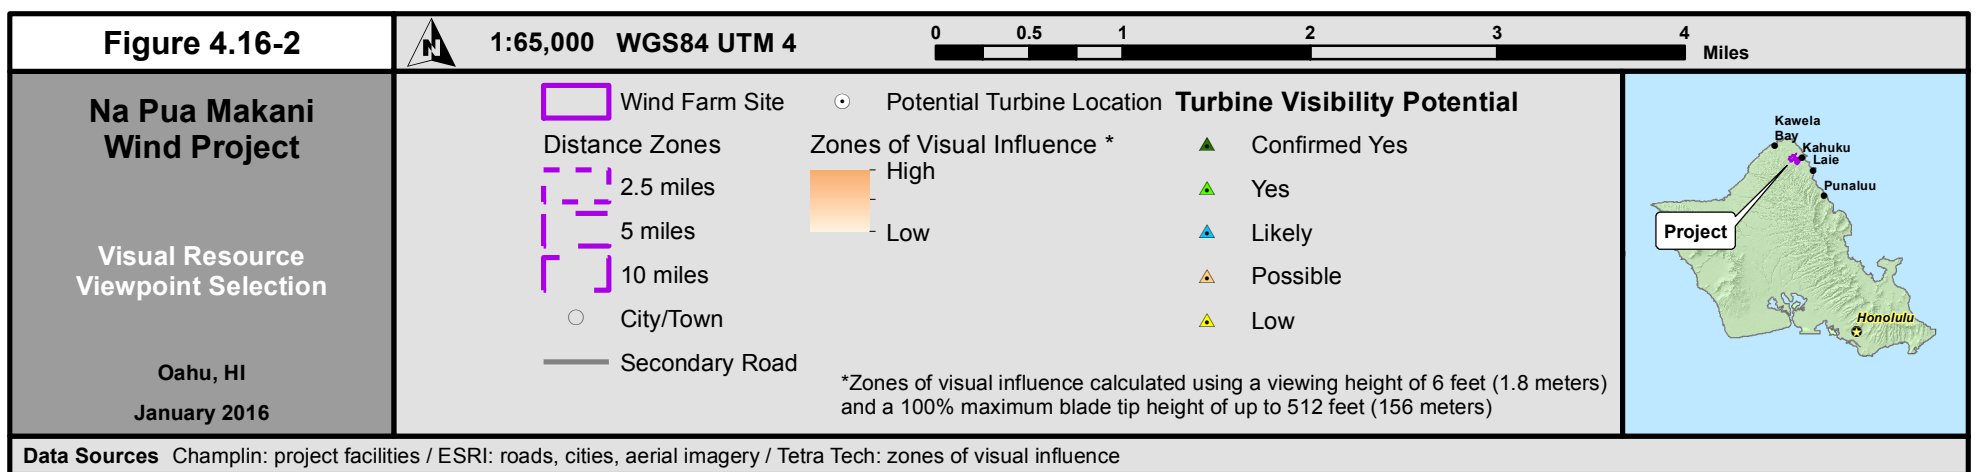 Figure 4.16-2
N
1:65,000 WGS84 UTM 4
0 0.5 1 2 3 4
Miles
Na Pua Makani
Wind Project
Visual Resource
Viewpoint Selection
Oahu, HI
January 2016
Wind Farm Site
Distance Zones
2.5 miles
5 miles
10 miles
City/Town
Secondary Road
Potential Turbine Location
Zones of Visual Influence *
High
Low
Turbine Visibility Potential
Confirmed Yes
Yes
Likely
Possible
Low
*Zones of visual influence calculated using a viewing height of 6 feet (1.8 meters)
and a 100% maximum blade tip height of up to 512 feet (156 meters)
Kawela
Bay
Kahuku
Laie
Punaluu
Project
Honolulu
Data Sources Champlin: project facilities / ESRI: roads, cities, aerial imagery / Tetra Tech: zones of visual influence